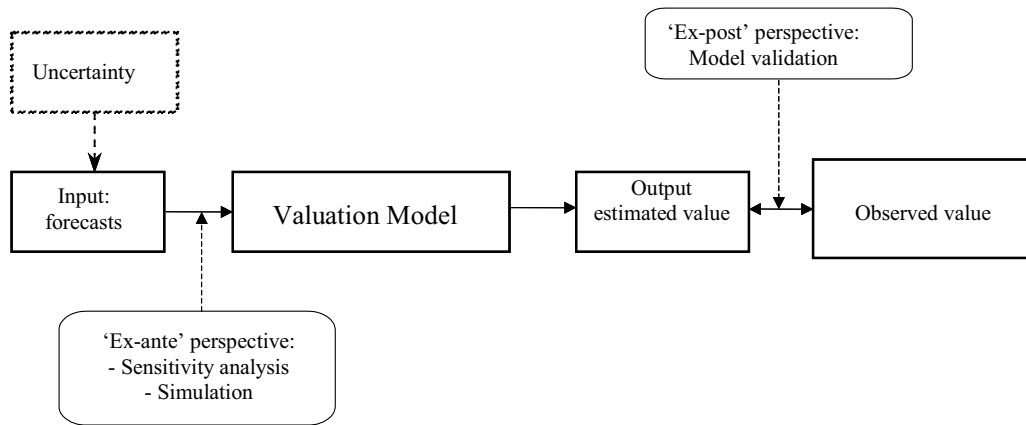 ‘Ex-post’ perspective:
Model validation
Uncertainty
Input:
forecasts
Valuation Model
Output
estimated value
Observed value
‘Ex-ante’ perspective:
- Sensitivity analysis
- Simulation